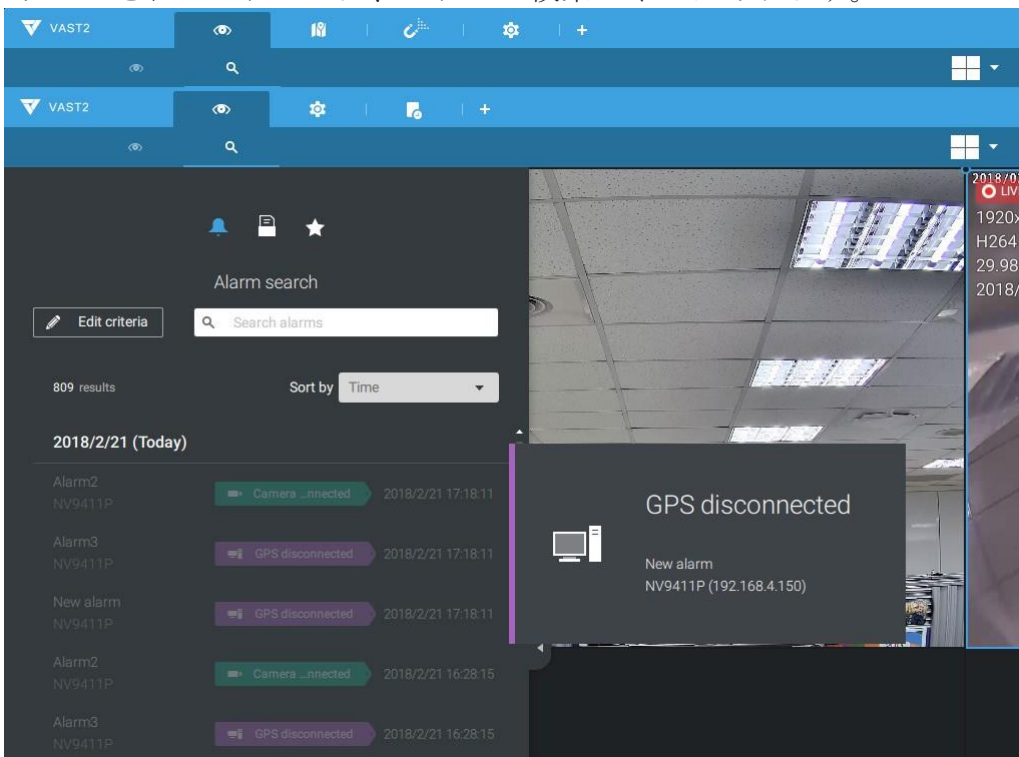 VAST2
VAST2
Alarm search
Edit criteria
Search alarms
809 results
Sort by Time
2018/2/21 (Today)
Alarm2
NV9411P
Camera ...nnected
2018/2/21 17:18:11
Alarm3
NV9411P
GPS disconnected
2018/2/21 17:18:11
New alarm
NV9411P
GPS disconnected
2018/2/21 17:18:11
Alarm2
NV9411P
Camera ...nnected
2018/2/21 16:28:15
Alarm3
NV9411P
GPS disconnected
2018/2/21 16:28:15
GPS disconnected
New alarm
NV9411P (192.168.4.150)
2018/0
LIV
1920x
H264
29.98
2018/